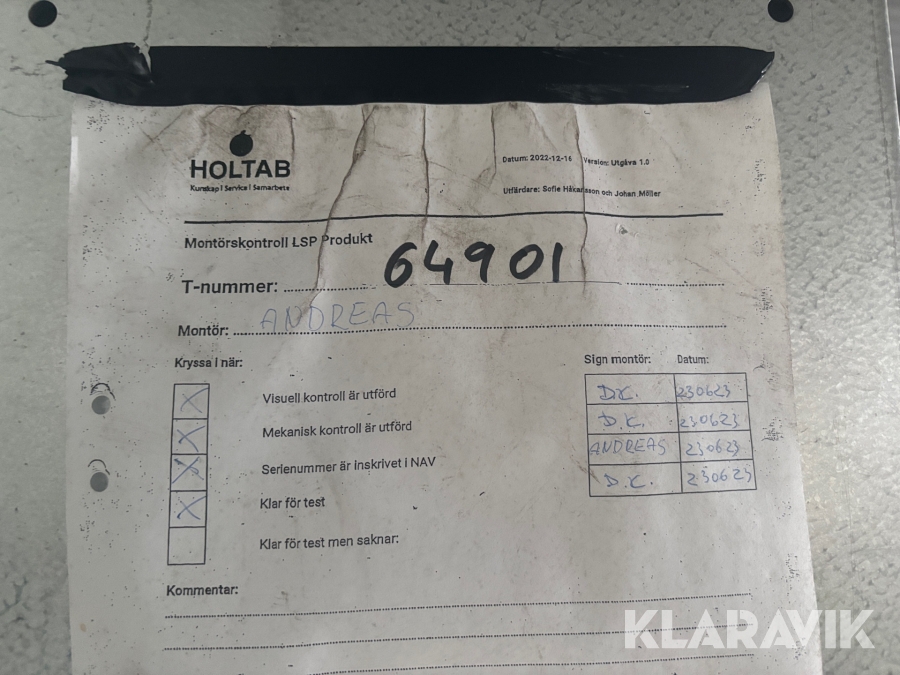 HOLTAB
Kunskap | Service | Samarbete
Datum: 2022-12-16 Version: Utgåva 1.0
Utfärdare: Sofie Håkansson och Johan Möller
Montörskontroll LSP Produkt
T-nummer: 64901
Montör: ANDREAS
Kryssa i när:
Sign montör: Datum:
X Visuell kontroll är utförd D.K. 230623
X Mekanisk kontroll är utförd D.K. 230623
X Serienummer är inskrivet i NAV ANDREAS 230623
X Klar för test D.K. 230623
Klar för test men saknar:
Kommentar:
KLARAVIK